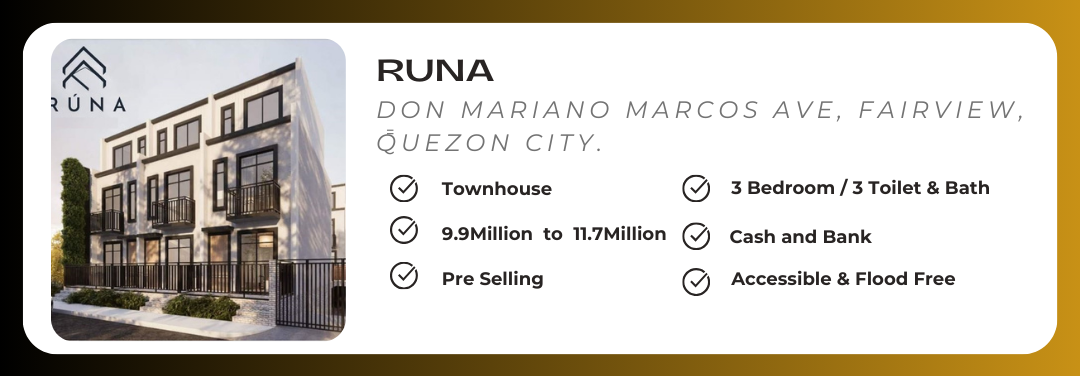 RÚNA
RUNA
DON MARIANO MARCOS AVE, FAIRVIEW,
QUEZON CITY.
Townhouse
9.9Million to 11.7Million
Pre Selling
3 Bedroom / 3 Toilet & Bath
Cash and Bank
Accessible & Flood Free